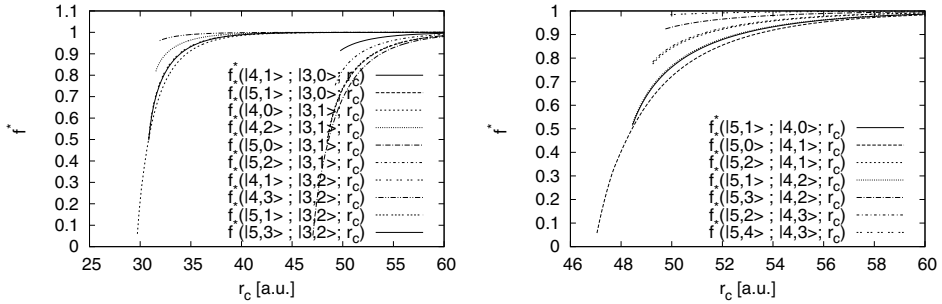 1.1
1
0.9
0.8
0.7
0.6
0.5
0.4
0.3
0.2
0.1
0
f*
25 30 35 40 45 50 55 60
r_c [a.u.]
f*(|4,1> ; |3,0>; r_c)
f*(|5,1> ; |3,0>; r_c)
f*(|4,0> ; |3,1>; r_c)
f*(|4,2> ; |3,1>; r_c)
f*(|5,0> ; |3,1>; r_c)
f*(|5,2> ; |3,1>; r_c)
f*(|4,1> ; |3,2>; r_c)
f*(|4,3> ; |3,2>; r_c)
f*(|5,1> ; |3,2>; r_c)
f*(|5,3> ; |3,2>; r_c)
1
0.9
0.8
0.7
0.6
0.5
0.4
0.3
0.2
0.1
0
f*
46 48 50 52 54 56 58 60
r_c [a.u.]
f*(|5,1> ; |4,0>; r_c)
f*(|5,0> ; |4,1>; r_c)
f*(|5,2> ; |4,1>; r_c)
f*(|5,1> ; |4,2>; r_c)
f*(|5,3> ; |4,2>; r_c)
f*(|5,2> ; |4,3>; r_c)
f*(|5,4> ; |4,3>; r_c)